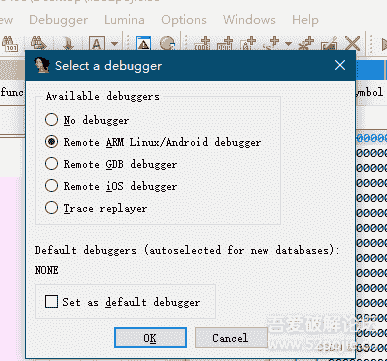 ew Debugger Lumina Options Windows Help
Select a debugger
func
ymbol
Available debuggers
No debugger
Remote ARM Linux/Android debugger
Remote GDB debugger
Remote iOS debugger
Trace replayer
Default debuggers (autoselected for new databases):
NONE
Set as default debugger
OK Cancel
吾爱破解论坛